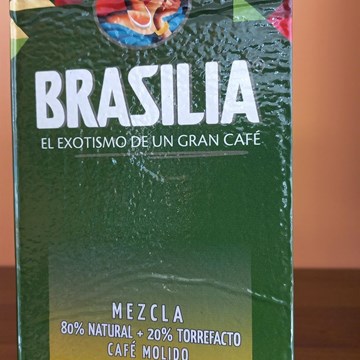 BRASILIA
EL EXOTISMO DE UN GRAN CAFÉ
MEZCLA
80% NATURAL + 20% TORREFACTO
CAFÉ MOLIDO